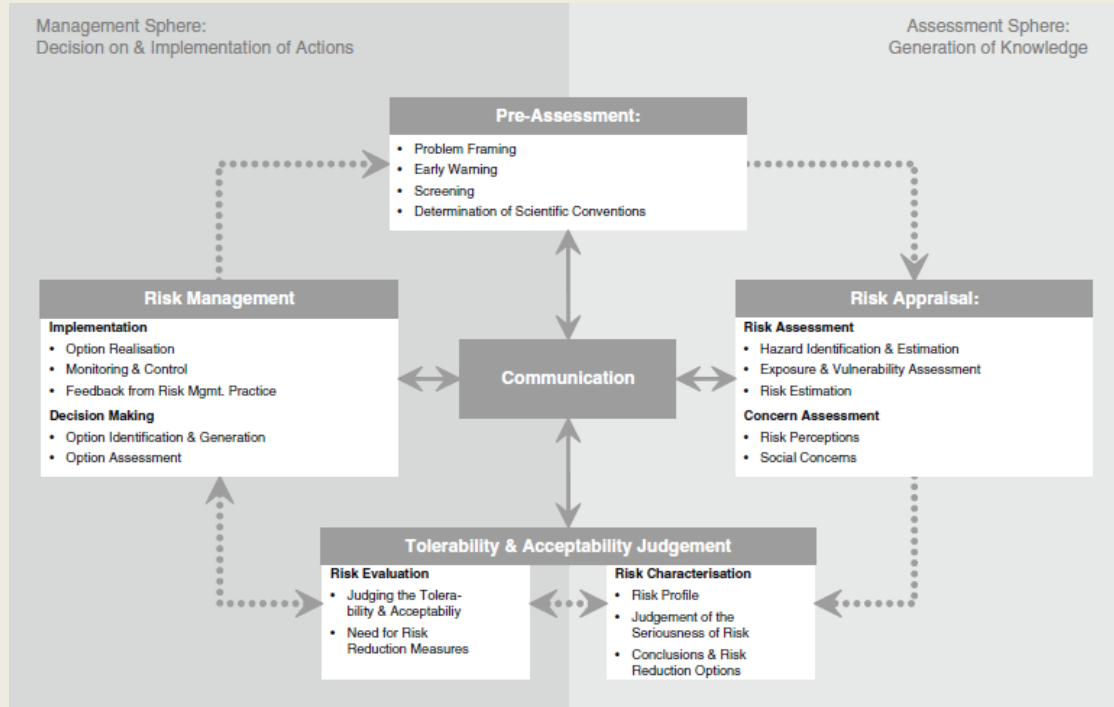 Management Sphere:
Decision on & Implementation of Actions
Assessment Sphere:
Generation of Knowledge
Pre-Assessment:
• Problem Framing
• Early Warning
• Screening
• Determination of Scientific Conventions
Risk Management
Implementation
• Option Realisation
• Monitoring & Control
• Feedback from Risk Mgmt. Practice
Decision Making
• Option Identification & Generation
• Option Assessment
Communication
Risk Appraisal:
Risk Assessment
• Hazard Identification & Estimation
• Exposure & Vulnerability Assessment
• Risk Estimation
Concern Assessment
• Risk Perceptions
• Social Concerns
Tolerability & Acceptability Judgement
Risk Evaluation
• Judging the Tolera-
bility & Acceptabiliy
• Need for Risk
Reduction Measures
Risk Characterisation
• Risk Profile
• Judgement of the
Seriousness of Risk
• Conclusions & Risk
Reduction Options